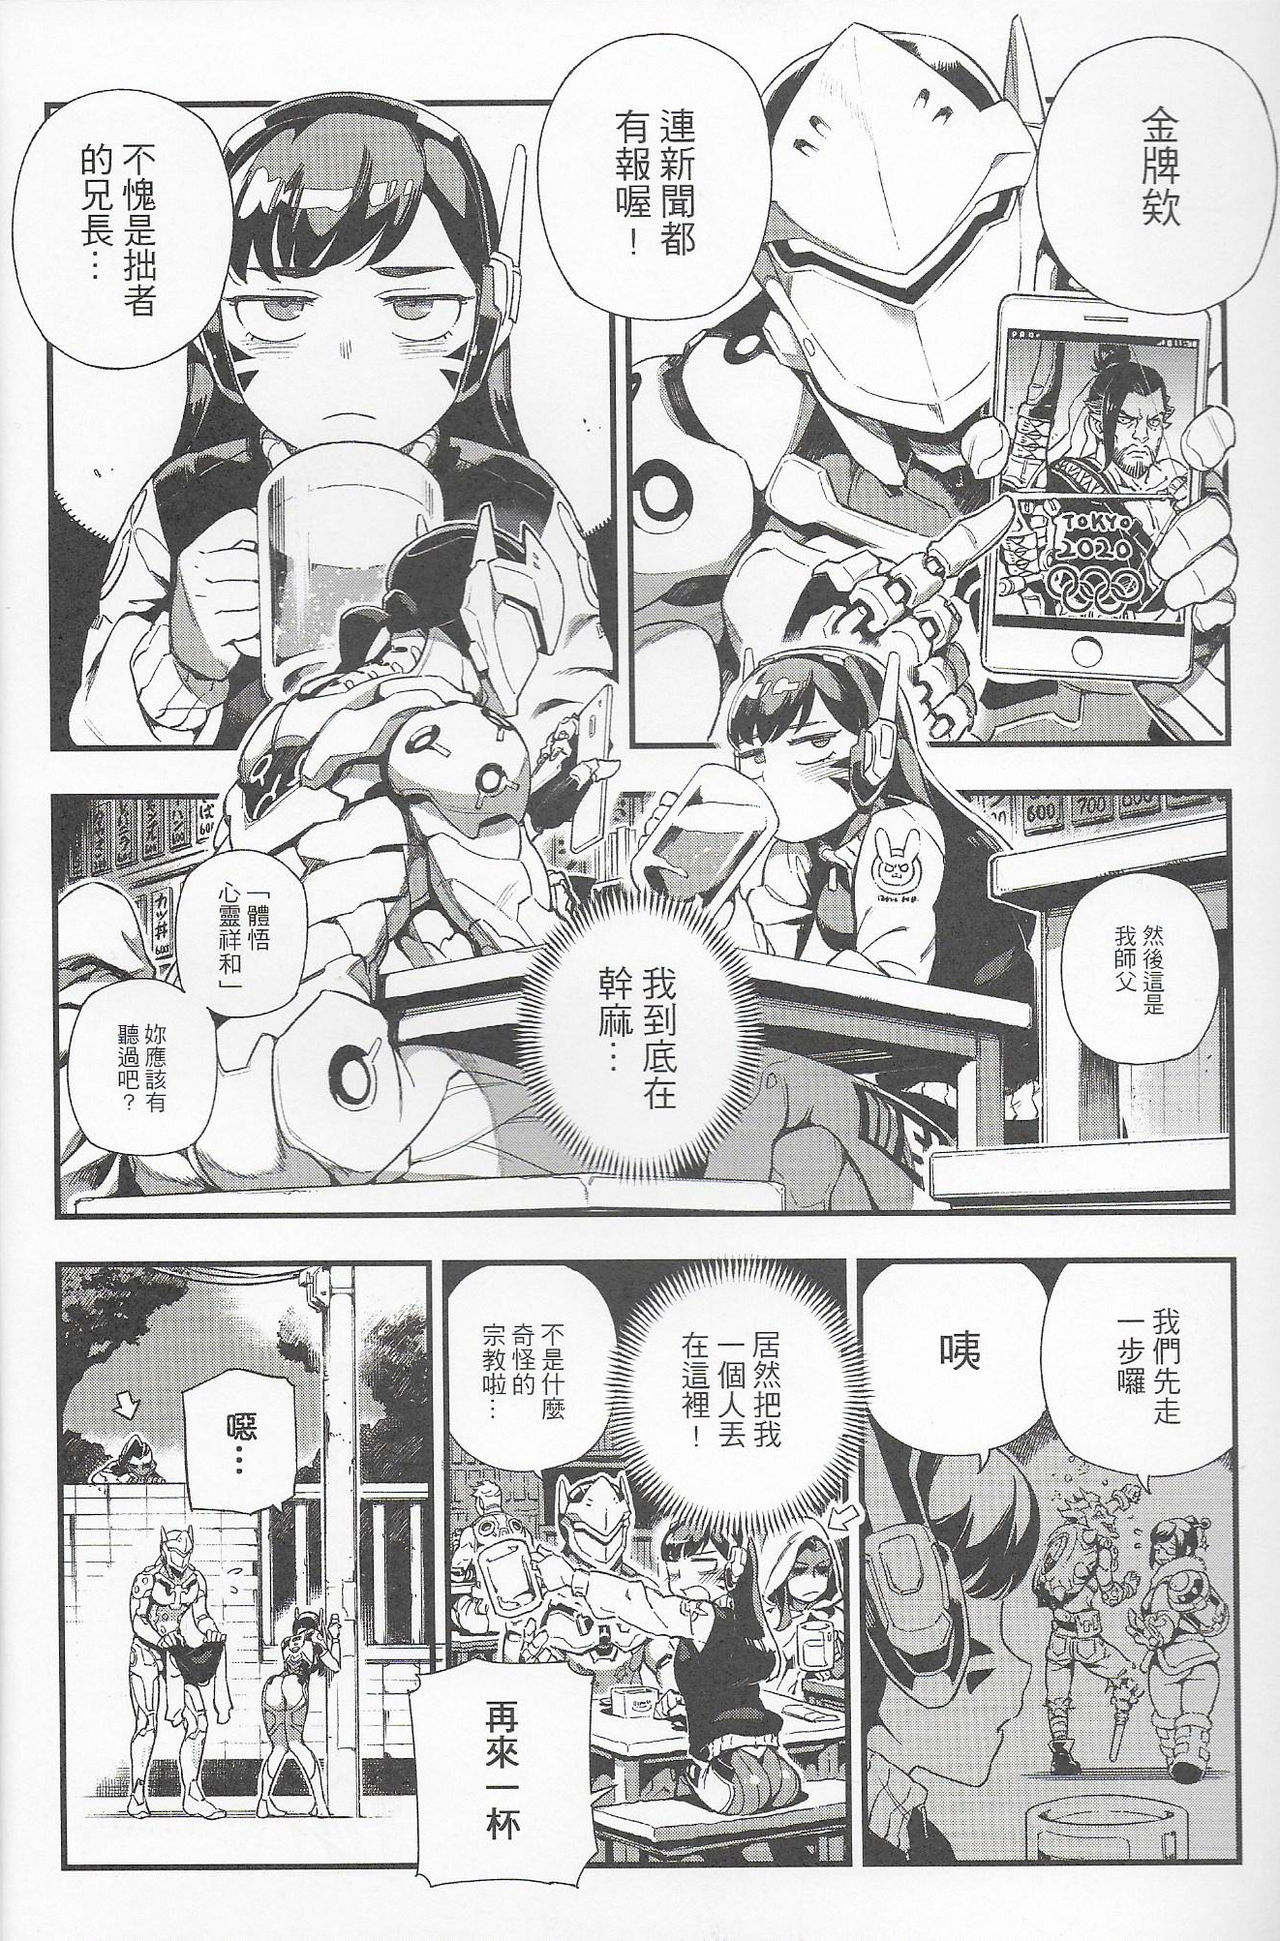 金牌欸
TOKYO
2020
連新聞都
有報喔！
不愧是拙者
的兄長…
600
700
然後這是
我師父
我到底在
幹麻…
「體悟
心靈祥和」
妳應該有
聽過吧？
カツ丼
600
我們先走
一步囉
咦
居然把我
一個人丟
在這裡！
不是什麼
奇怪的
宗教啦…
再來一杯
噁…